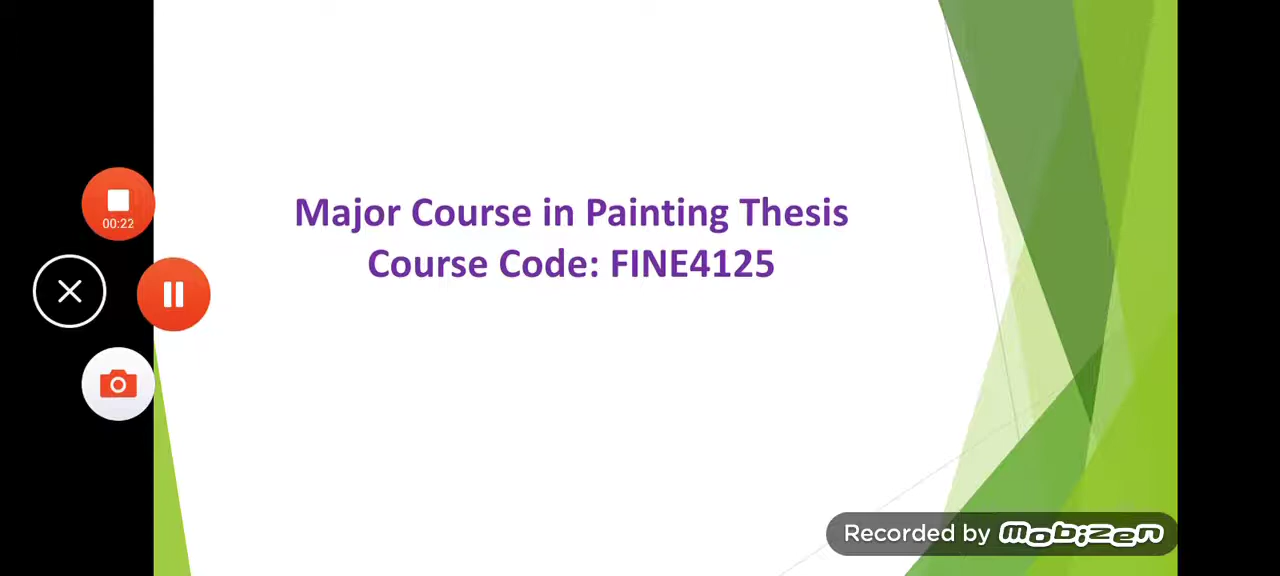 Major Course in Painting Thesis
Course Code: FINE4125
00:22
Recorded by Mobizen